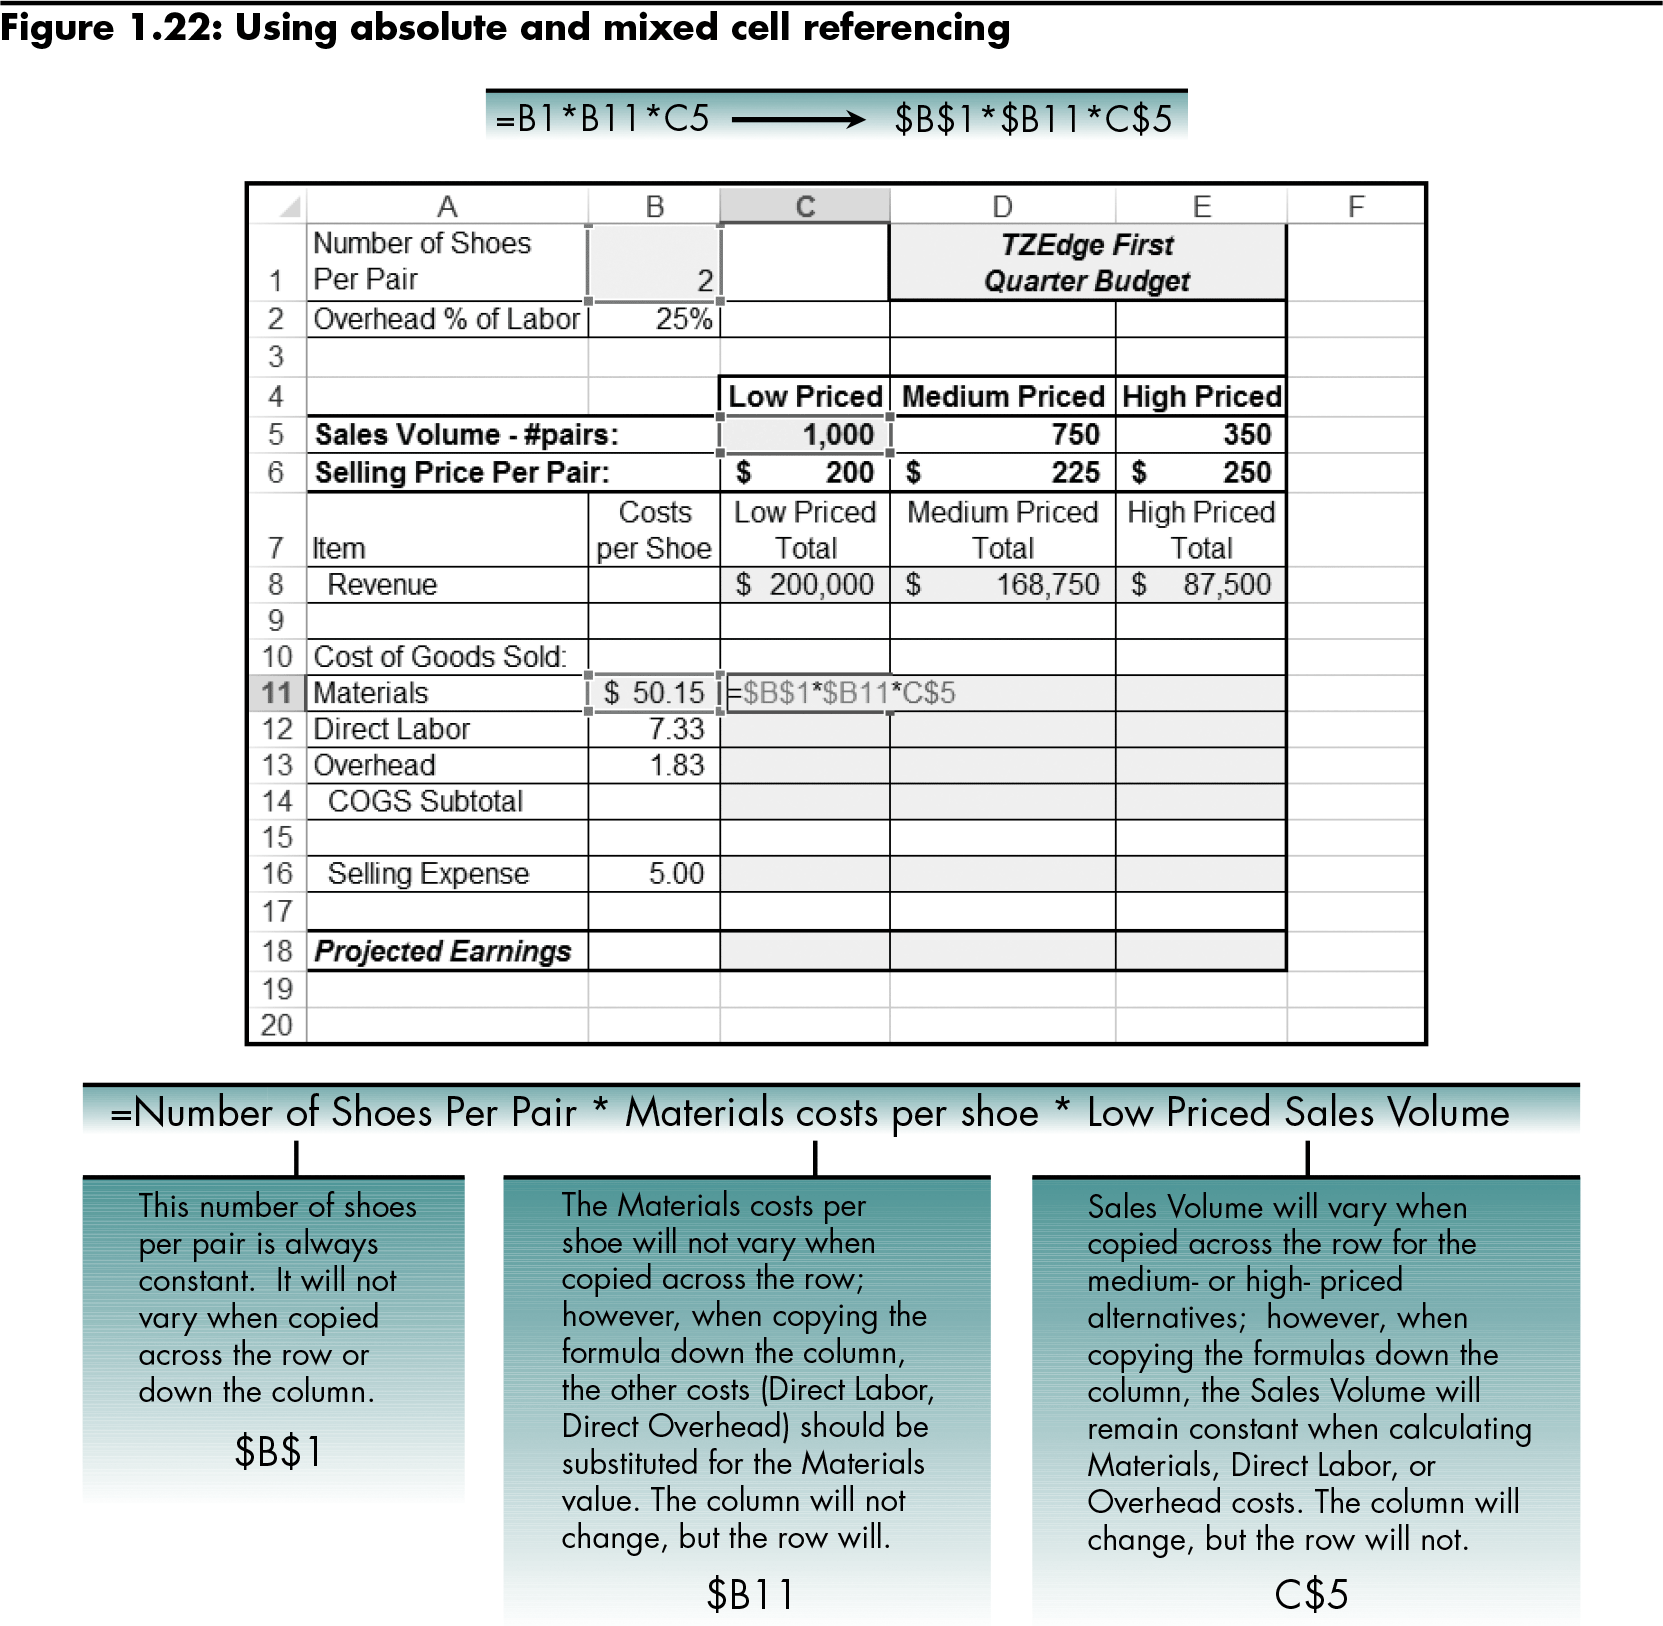 Figure 1.22: Using absolute and mixed cell referencing
=B1*B11*C5 $B$1*$B11*C$5
A B C D E F
1 Number of Shoes Per Pair 2 TZEdge First Quarter Budget
2 Overhead % of Labor 25%
3
4 Low Priced Medium Priced High Priced
5 Sales Volume - #pairs: 1,000 750 350
6 Selling Price Per Pair: $ 200 $ 225 $ 250
7 Item Costs per Shoe Low Priced Total Medium Priced Total High Priced Total
8 Revenue $ 200,000 $ 168,750 $ 87,500
9
10 Cost of Goods Sold:
11 Materials $ 50.15 =$B$1*$B11*C$5
12 Direct Labor 7.33
13 Overhead 1.83
14 COGS Subtotal
15
16 Selling Expense 5.00
17
18 Projected Earnings
19
20
=Number of Shoes Per Pair * Materials costs per shoe * Low Priced Sales Volume
This number of shoes
per pair is always
constant. It will not
vary when copied
across the row or
down the column.
$B$1
The Materials costs per
shoe will not vary when
copied across the row;
however, when copying the
formula down the column,
the other costs (Direct Labor,
Direct Overhead) should be
substituted for the Materials
value. The column will not
change, but the row will.
$B11
Sales Volume will vary when
copied across the row for the
medium- or high- priced
alternatives; however, when
copying the formulas down the
column, the Sales Volume will
remain constant when calculating
Materials, Direct Labor, or
Overhead costs. The column will
change, but the row will not.
C$5